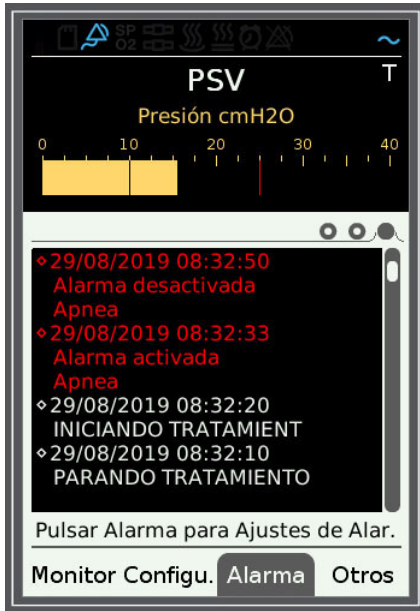 SP
O2
PSV
T
Presión cmH2O
0 10 20 30 40
29/08/2019 08:32:50
Alarma desactivada
Apnea
29/08/2019 08:32:33
Alarma activada
Apnea
29/08/2019 08:32:20
INICIANDO TRATAMIENT
29/08/2019 08:32:10
PARANDO TRATAMIENTO
Pulsar Alarma para Ajustes de Alar.
Monitor Configu. Alarma Otros